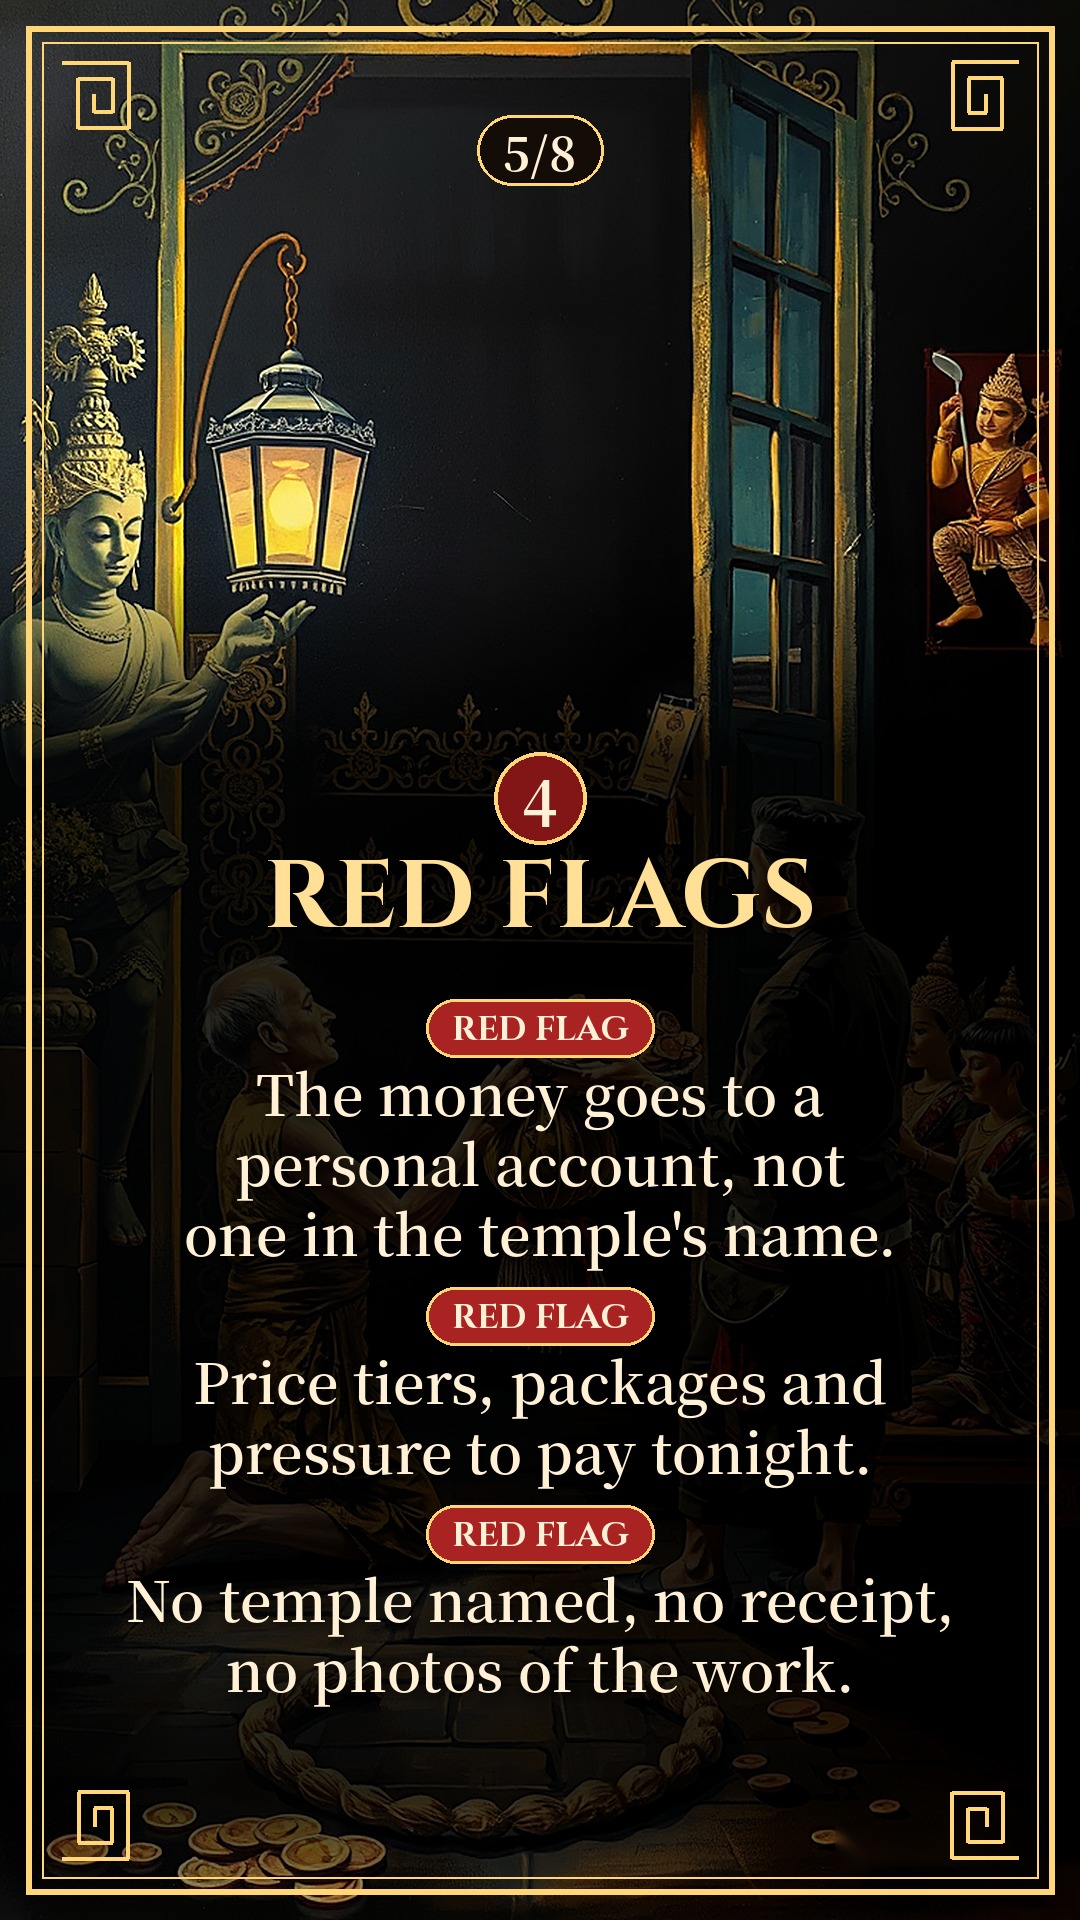 5/8
4
RED FLAGS
RED FLAG
The money goes to a
personal account, not
one in the temple's name.
RED FLAG
Price tiers, packages and
pressure to pay tonight.
RED FLAG
No temple named, no receipt,
no photos of the work.